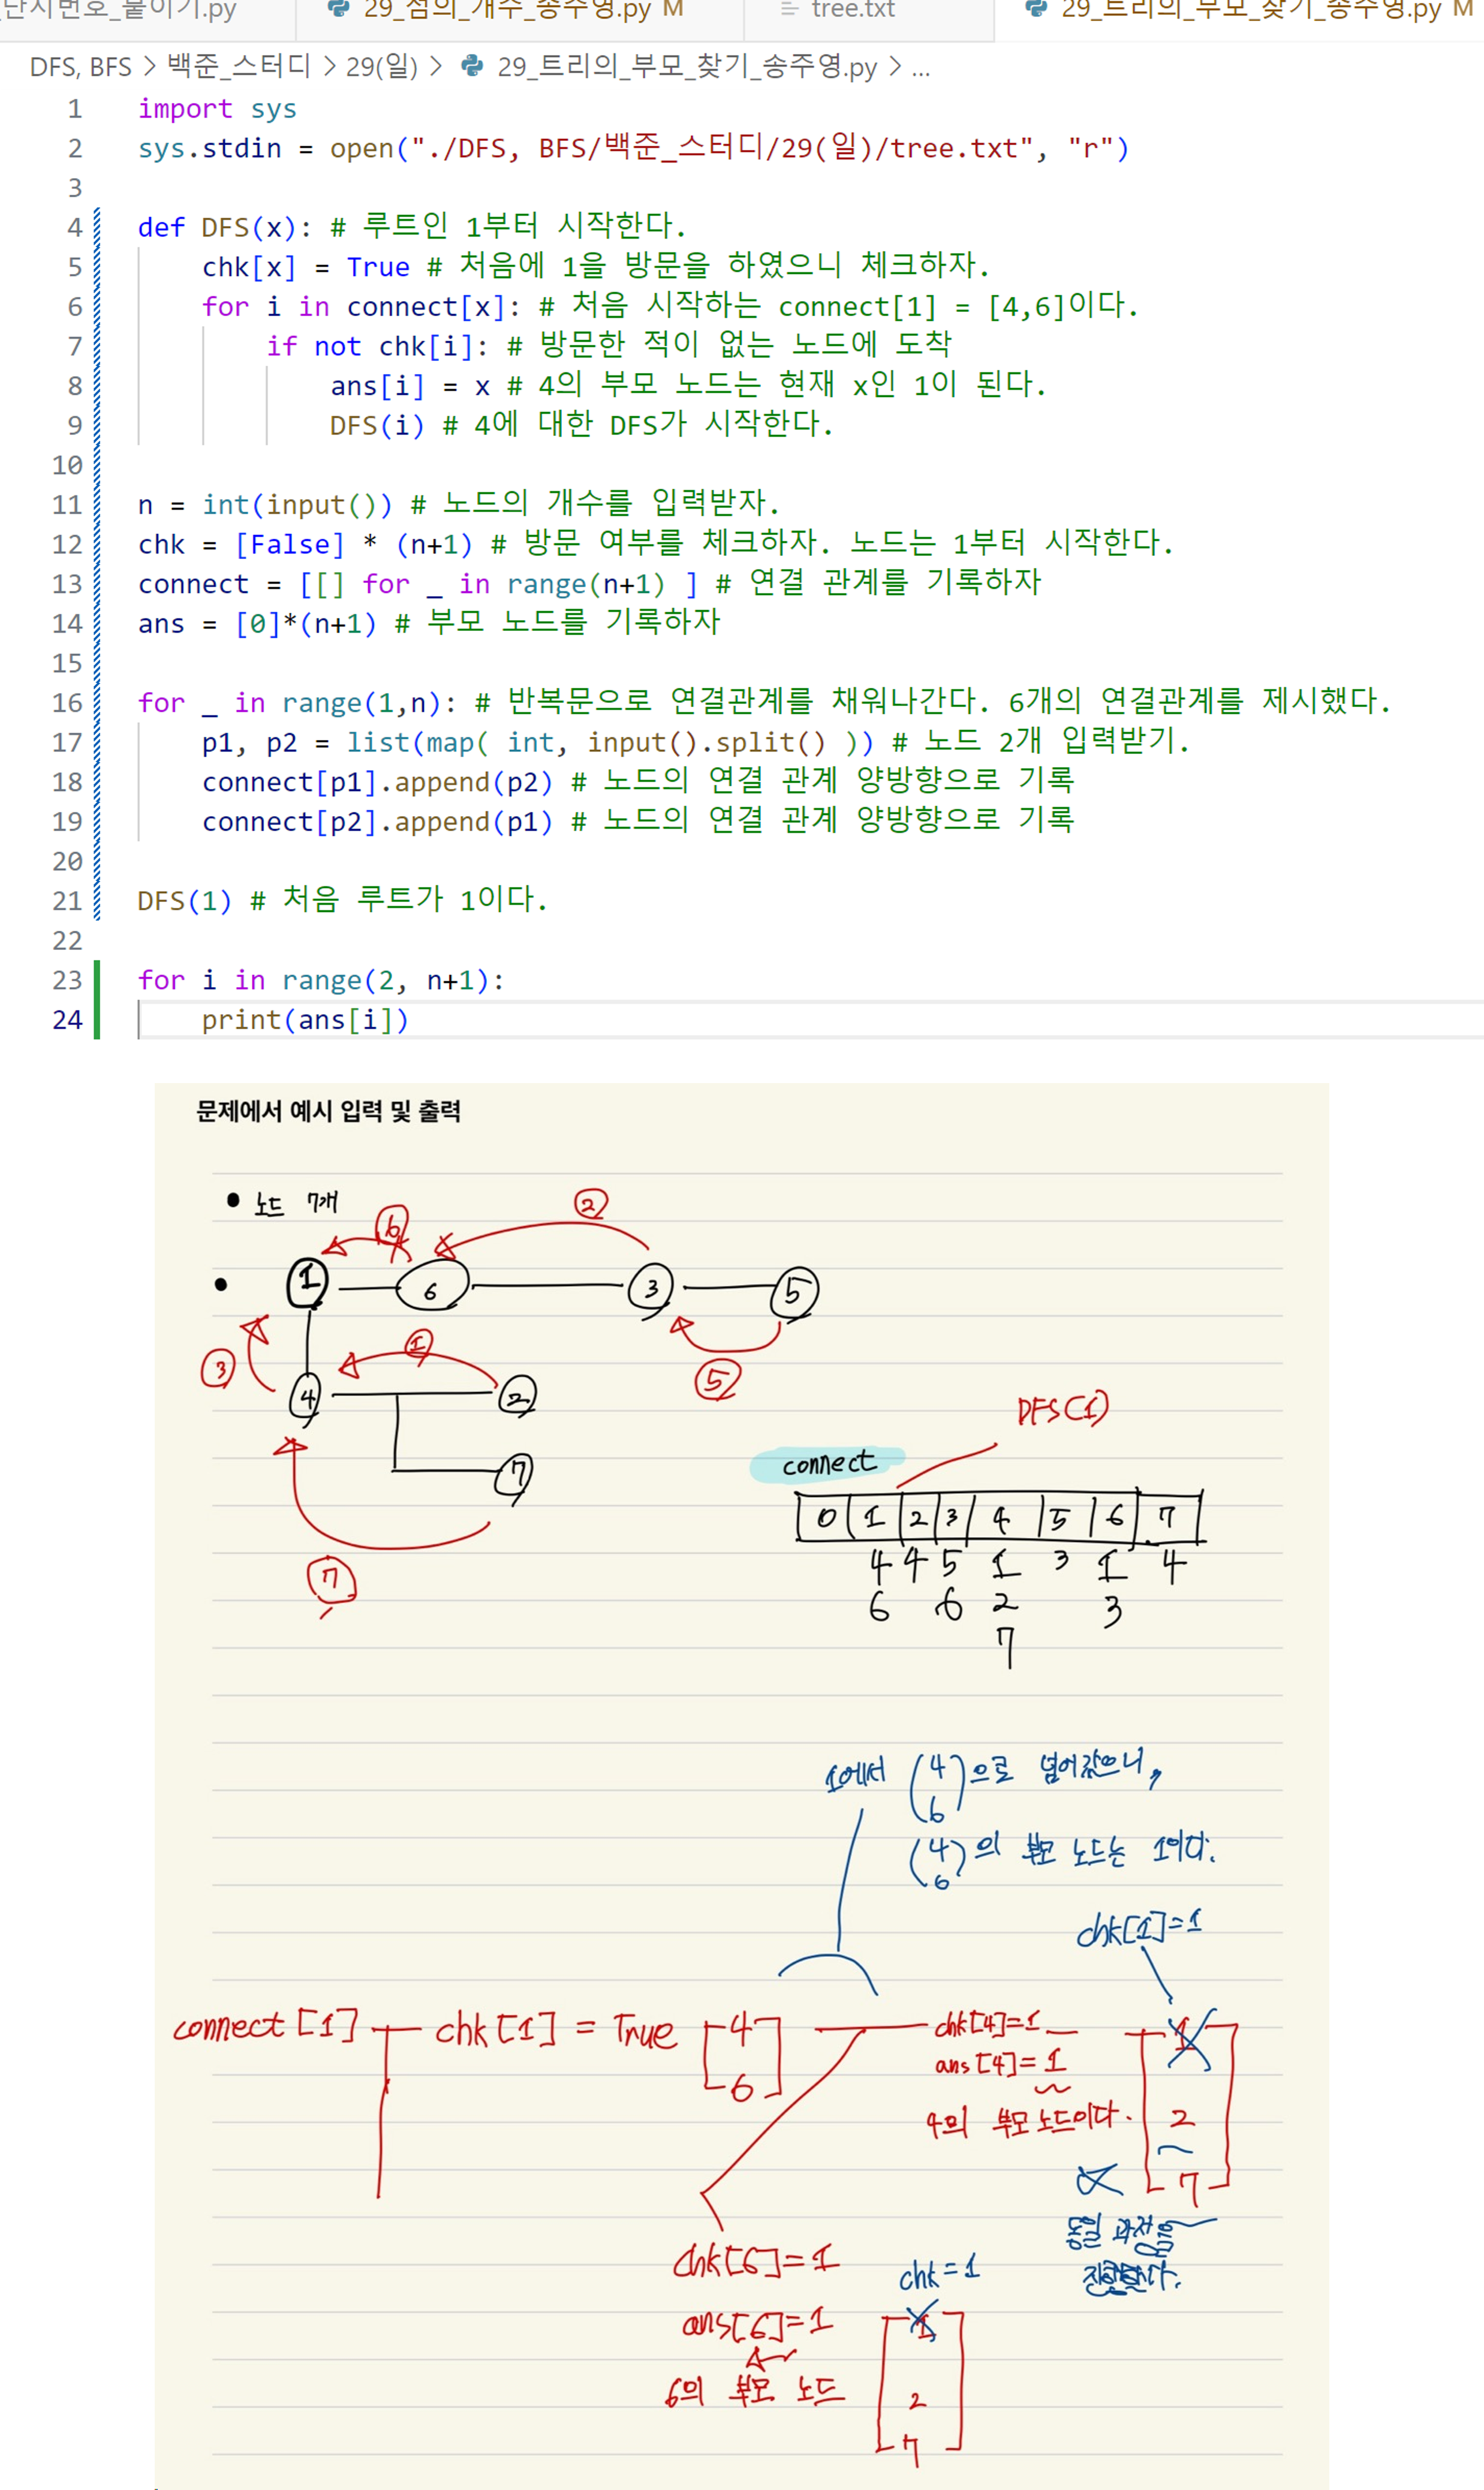 단지번호_붙이기.py 29_점의_개수_송주영.py M tree.txt 29_트리의_부모_찾기_송주영.py M
DFS, BFS > 백준_스터디 > 29(일) > 29_트리의_부모_찾기_송주영.py > ...
1 import sys
2 sys.stdin = open("./DFS, BFS/백준_스터디/29(일)/tree.txt", "r")
3
4 def DFS(x): # 루트인 1부터 시작한다.
5 chk[x] = True # 처음에 1을 방문을 하였으니 체크하자.
6 for i in connect[x]: # 처음 시작하는 connect[1] = [4,6]이다.
7 if not chk[i]: # 방문한 적이 없는 노드에 도착
8 ans[i] = x # 4의 부모 노드는 현재 x인 1이 된다.
9 DFS(i) # 4에 대한 DFS가 시작한다.
10
11 n = int(input()) # 노드의 개수를 입력받자.
12 chk = [False] * (n+1) # 방문 여부를 체크하자. 노드는 1부터 시작한다.
13 connect = [[] for _ in range(n+1) ] # 연결 관계를 기록하자
14 ans = [0]*(n+1) # 부모 노드를 기록하자
15
16 for _ in range(1,n): # 반복문으로 연결관계를 채워나간다. 6개의 연결관계를 제시했다.
17 p1, p2 = list(map( int, input().split() )) # 노드 2개 입력받기.
18 connect[p1].append(p2) # 노드의 연결 관계 양방향으로 기록
19 connect[p2].append(p1) # 노드의 연결 관계 양방향으로 기록
20
21 DFS(1) # 처음 루트가 1이다.
22
23 for i in range(2, n+1):
24 print(ans[i])
문제에서 예시 입력 및 출력
• 노드 7개
6 2
• 1 6 3 5
3 1 5
4 2
7
7
DFS(1)
connect
0 1 2 3 4 5 6 7
4 4 5 1 3 1 4
6 6 2 3
7
1에서 (4 6)으로 넘어갔으니,
(4 6)의 부모 노드는 1이다.
chk[1]=1
connect[1] chk[1] = True [4 6] chk[4]=1 [1 2 7]
ans[4]=1
4의 부모 노드이다.
동일 과정을
진행한다.
chk[6]=1 chk=1
ans[6]=1 [1 2 7]
6의 부모 노드